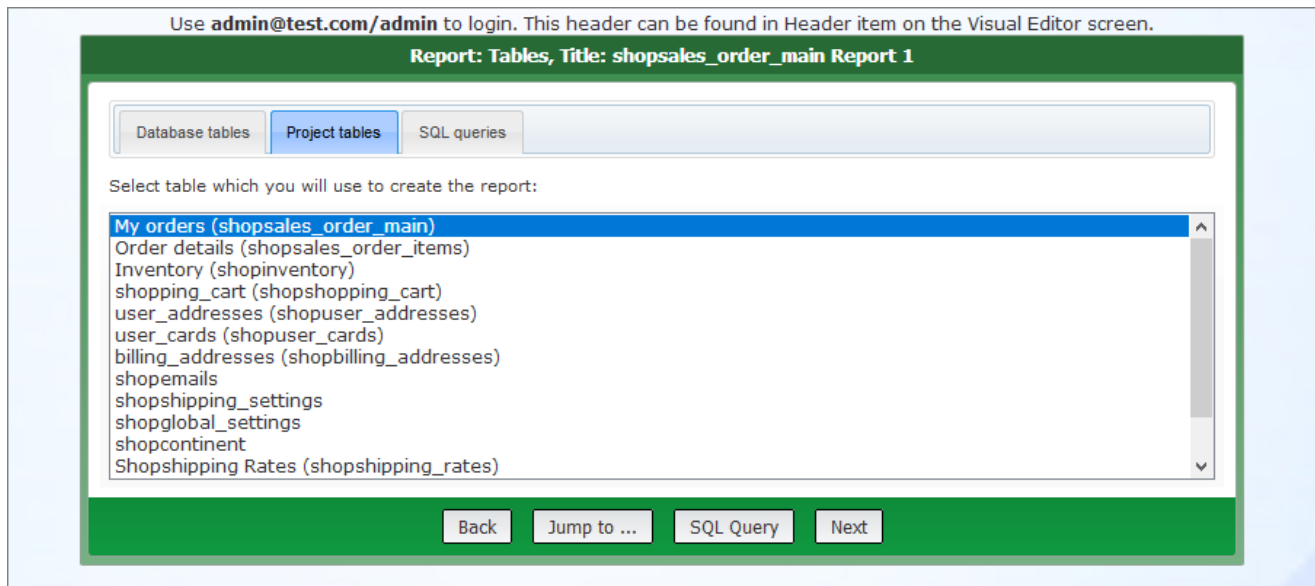 Use admin@test.com/admin to login. This header can be found in Header item on the Visual Editor screen.
Report: Tables, Title: shopsales_order_main Report 1
Database tables Project tables SQL queries
Select table which you will use to create the report:
My orders (shopsales_order_main)
Order details (shopsales_order_items)
Inventory (shopinventory)
shopping_cart (shopshopping_cart)
user_addresses (shopuser_addresses)
user_cards (shopuser_cards)
billing_addresses (shopbilling_addresses)
shopemails
shopshipping_settings
shopglobal_settings
shopcontinent
Shopshipping Rates (shopshipping_rates)
Back Jump to ... SQL Query Next